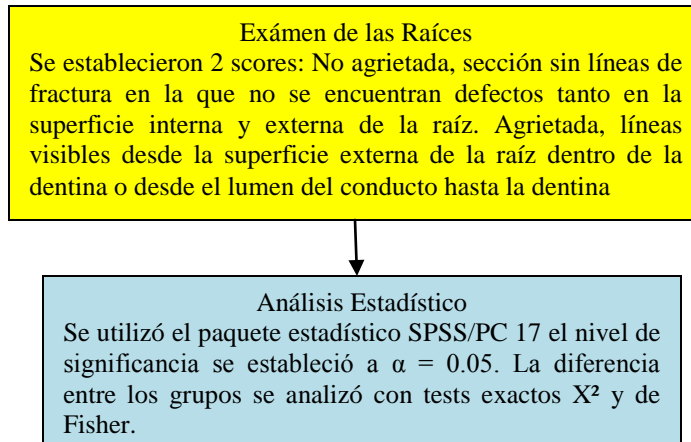 Exámen de las Raíces
Se establecieron 2 scores: No agrietada, sección sin líneas de
fractura en la que no se encuentran defectos tanto en la
superficie interna y externa de la raíz. Agrietada, líneas
visibles desde la superficie externa de la raíz dentro de la
dentina o desde el lumen del conducto hasta la dentina
Análisis Estadístico
Se utilizó el paquete estadístico SPSS/PC 17 el nivel de
significancia se estableció a α = 0.05. La diferencia
entre los grupos se analizó con tests exactos X² y de
Fisher.